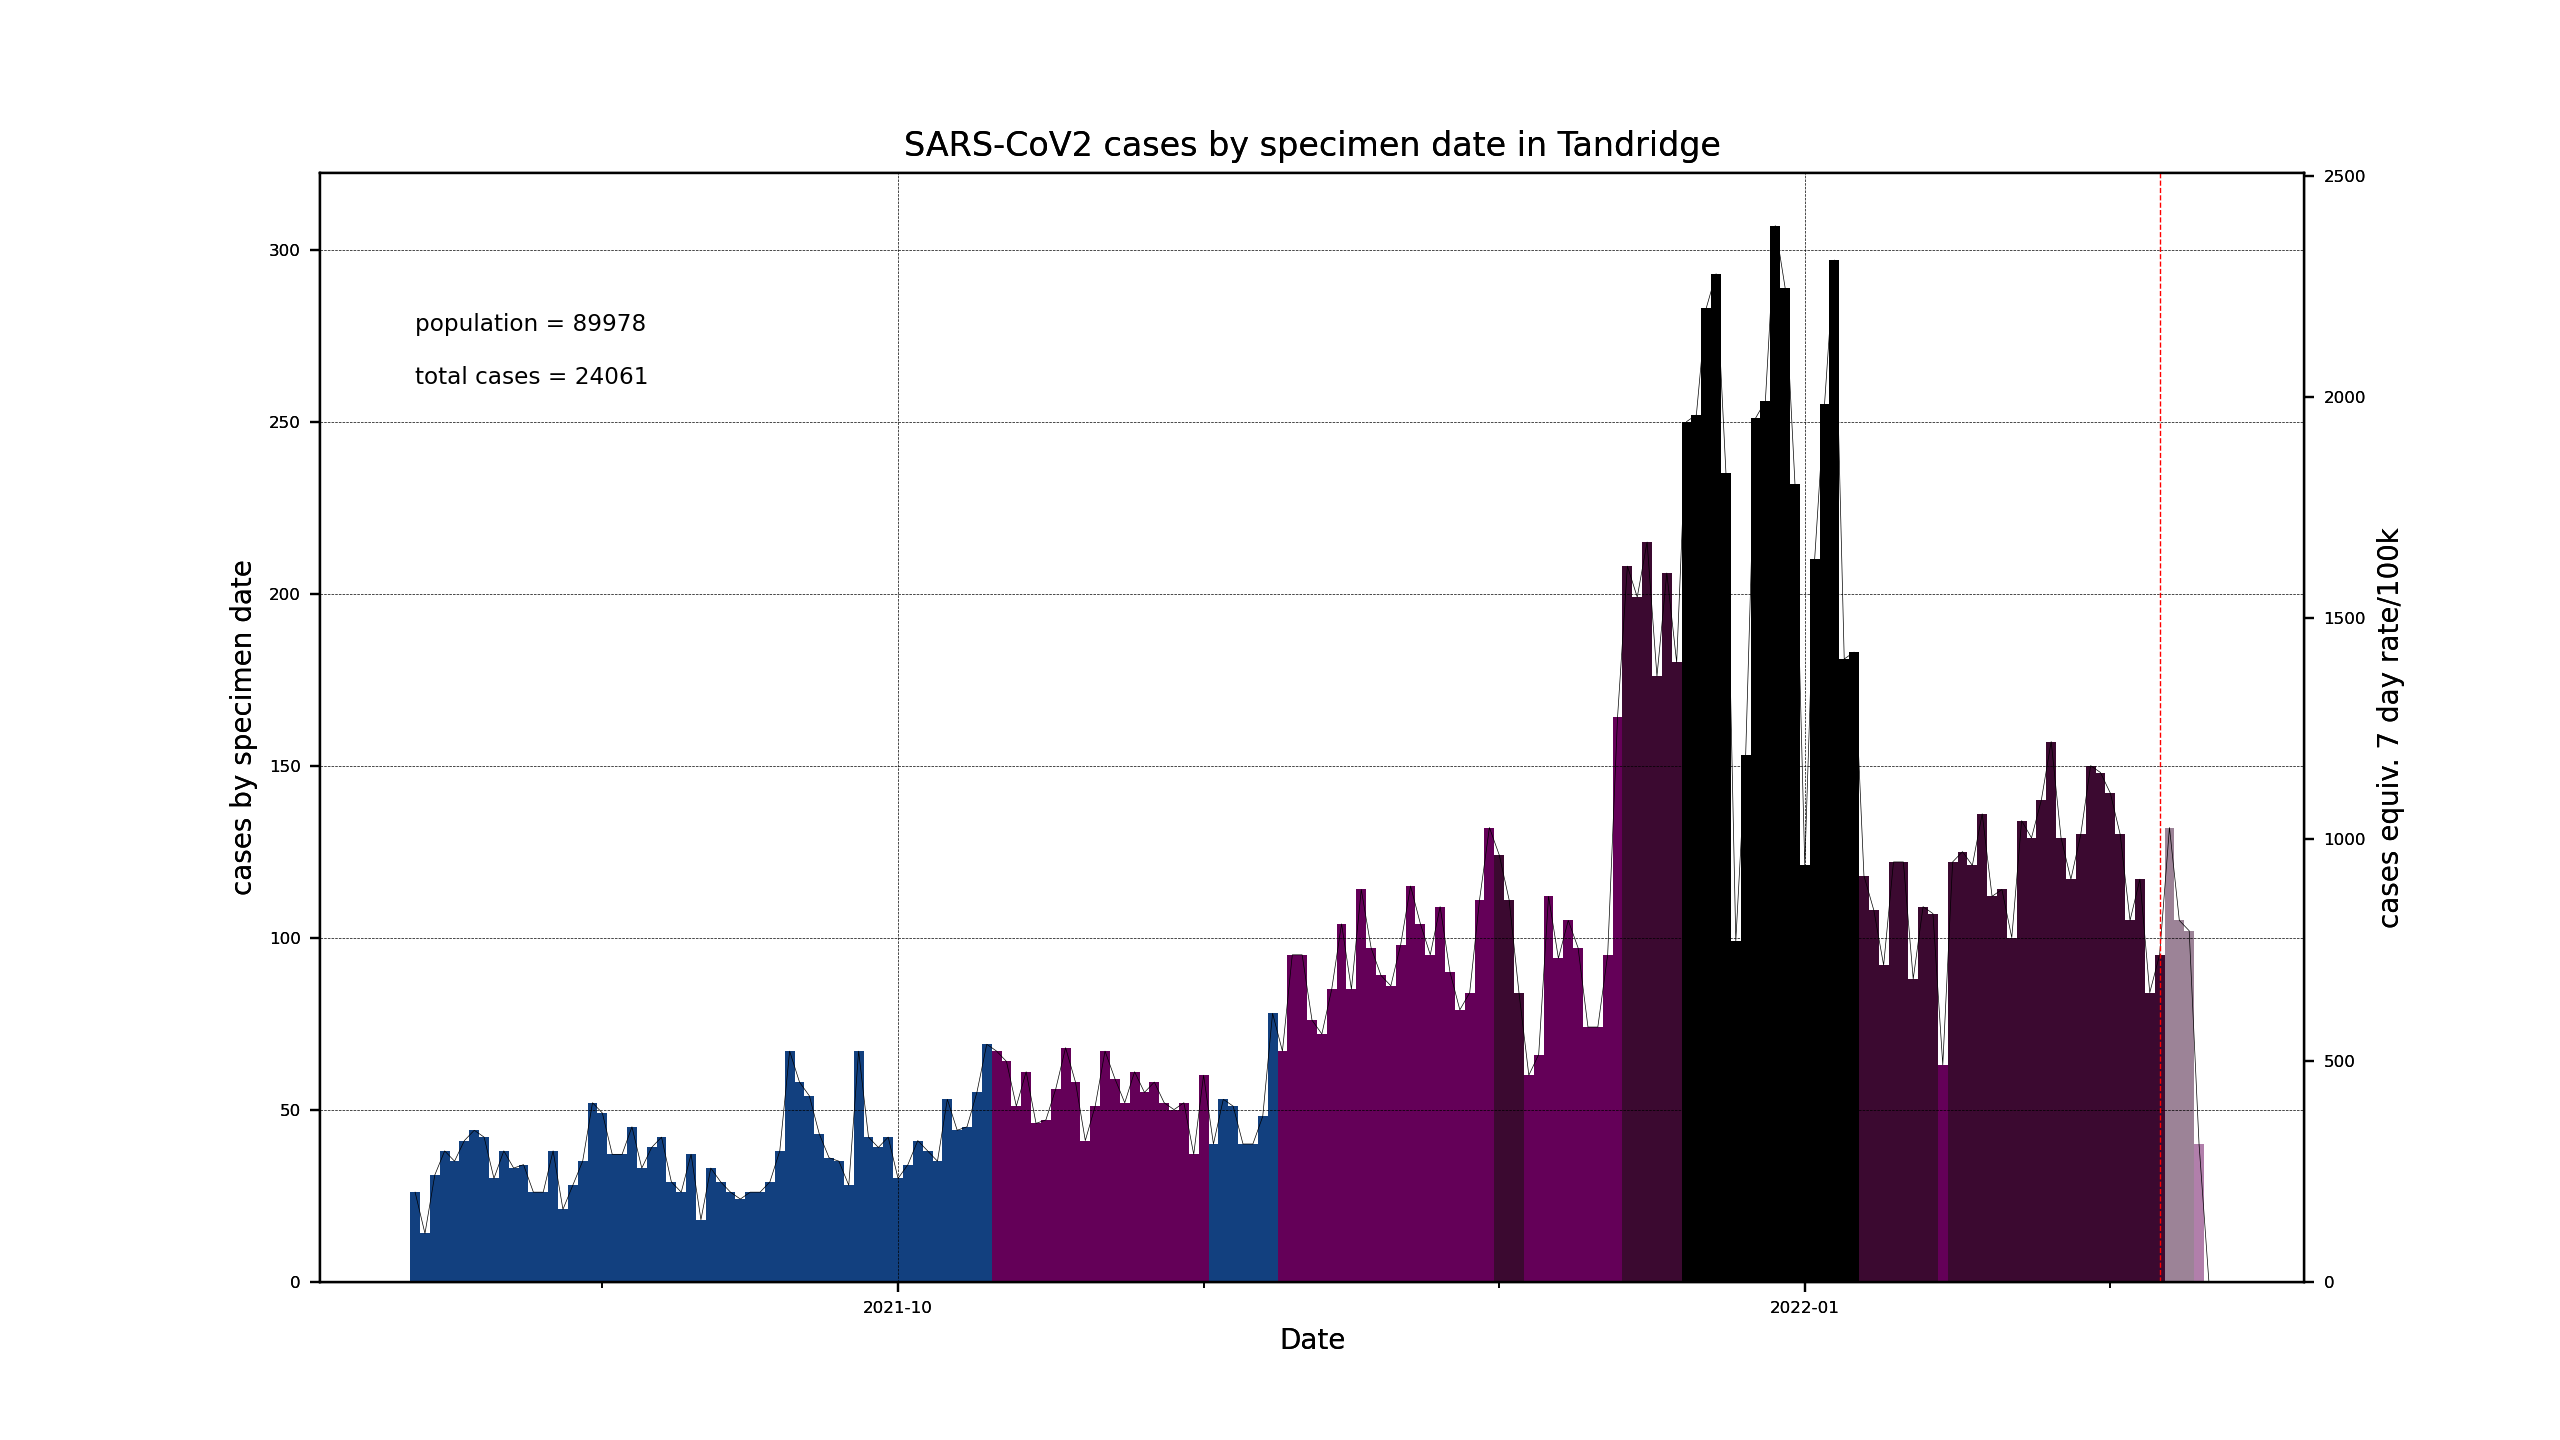 SARS-CoV2 cases by specimen date in Tandridge
population = 89978
total cases = 24061
cases by specimen date
300
250
200
150
100
50
0
2500
2000
1500
1000
500
0
cases equiv. 7 day rate/100k
2021-10
2022-01
Date